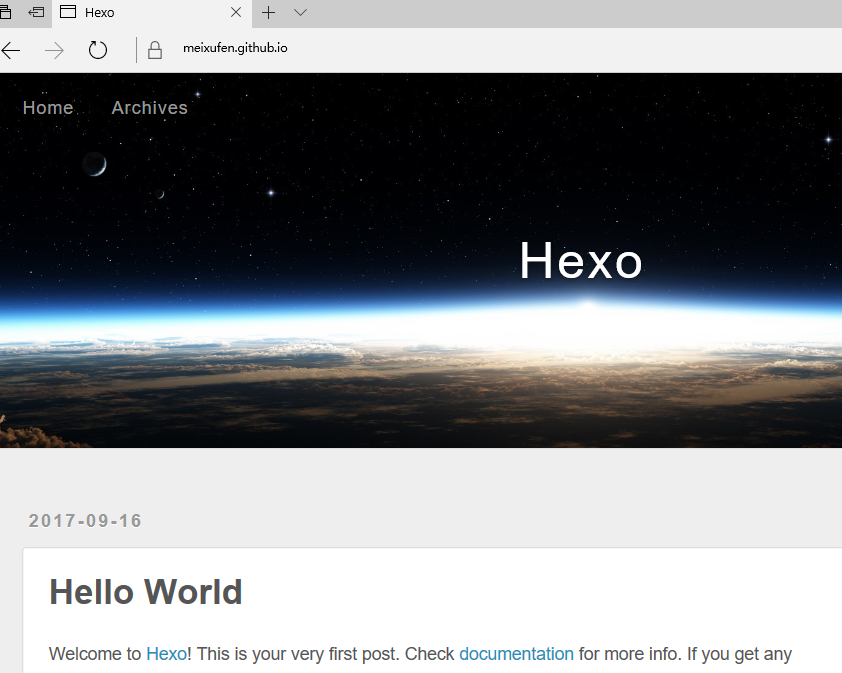 Hexo
meixufen.github.io
Home Archives
Hexo
2017-09-16
Hello World
Welcome to Hexo! This is your very first post. Check documentation for more info. If you get any